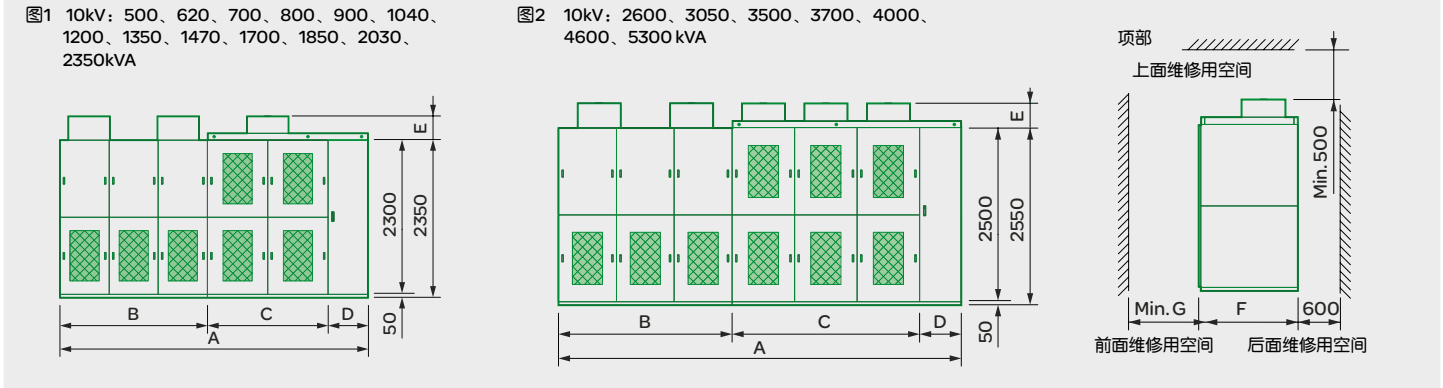 图1 10kV：500、620、700、800、900、1040、
1200、1350、1470、1700、1850、2030、
2350kVA
E
2300
2350
50
B
C
D
A
图2 10kV：2600、3050、3500、3700、4000、
4600、5300 kVA
E
2500
2550
50
B
C
D
A
项部
上面维修用空间
Min.500
Min.G
F
600
前面维修用空间
后面维修用空间